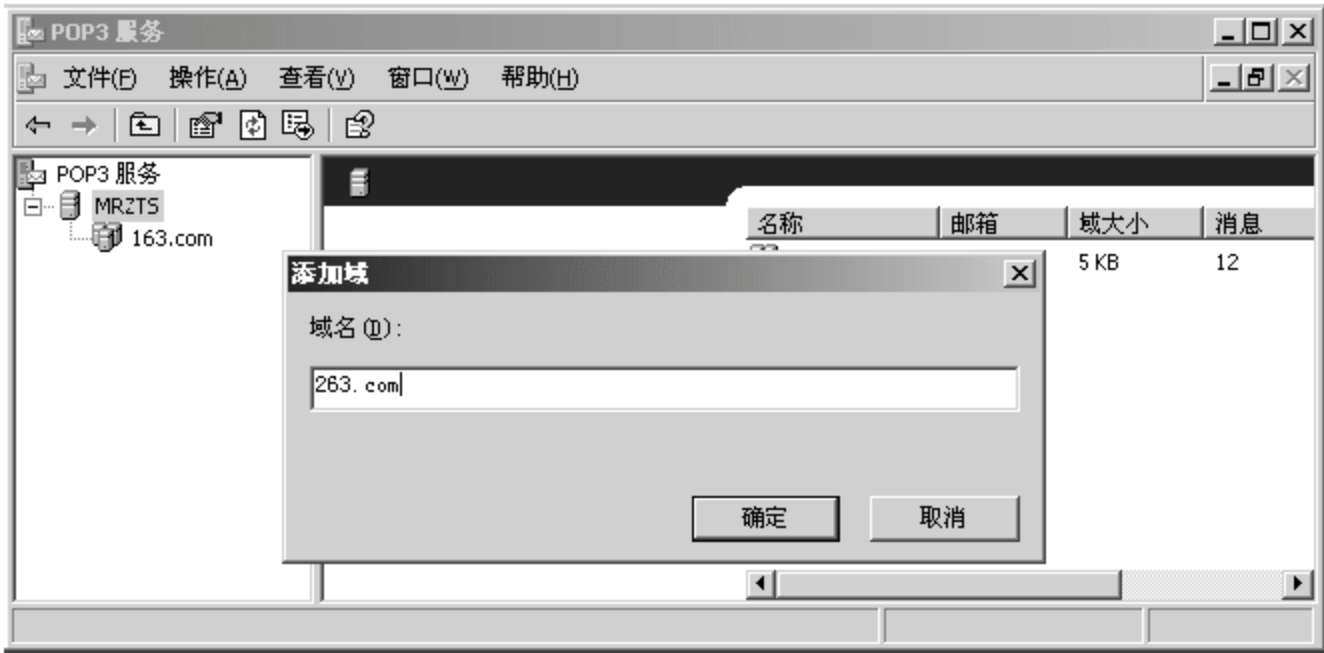 POP3 服务
文件(F) 操作(A) 查看(V) 窗口(W) 帮助(H)
POP3 服务
MRZTS
163.com
名称 邮箱 域大小 消息
5 KB 12
添加域
域名(D):
263.com
确定 取消